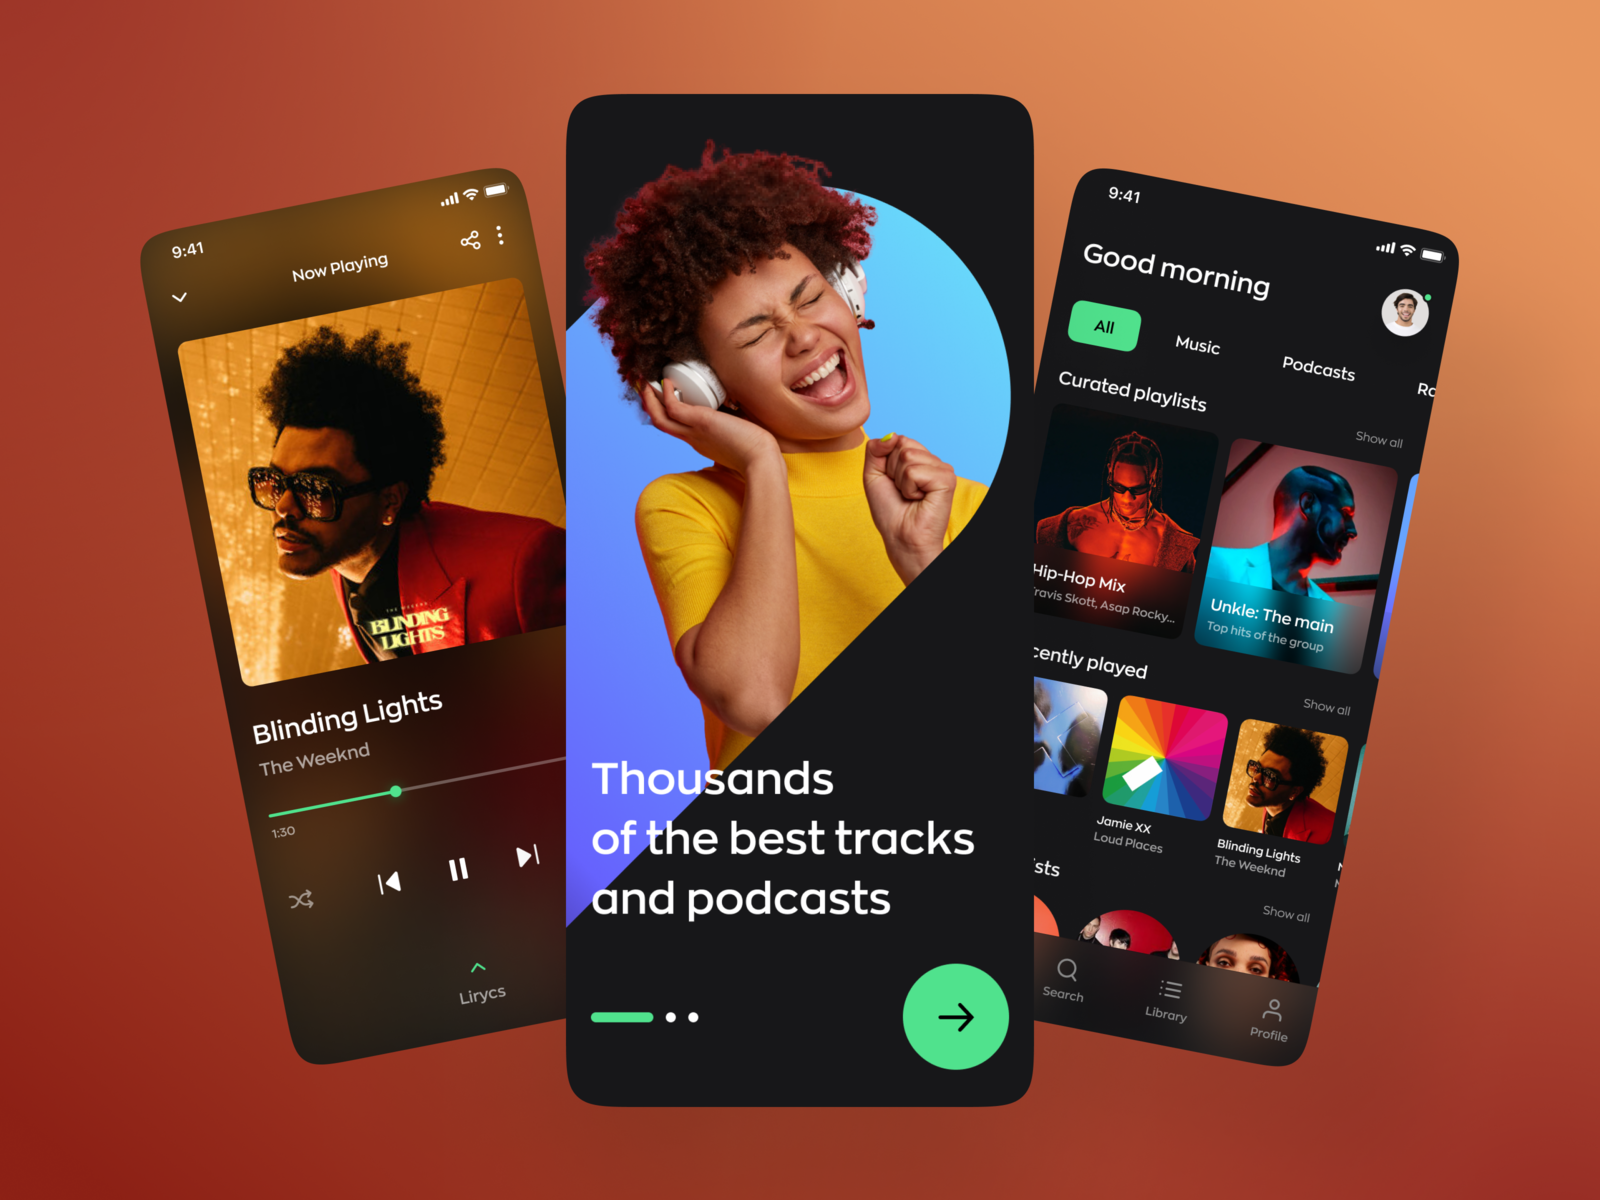 9:41
Now Playing
THE WEEKND
BLINDING
LIGHTS
Blinding Lights
The Weeknd
1:30
Lirycs
Thousands
of the best tracks
and podcasts
9:41
Good morning
All
Music
Podcasts
Ro
Curated playlists
Show all
Hip-Hop Mix
ravis Skott, Asap Rocky...
Unkle: The main
Top hits of the group
cently played
Show all
Jamie XX
Loud Places
Blinding Lights
The Weeknd
sts
Show all
Search
Library
Profile